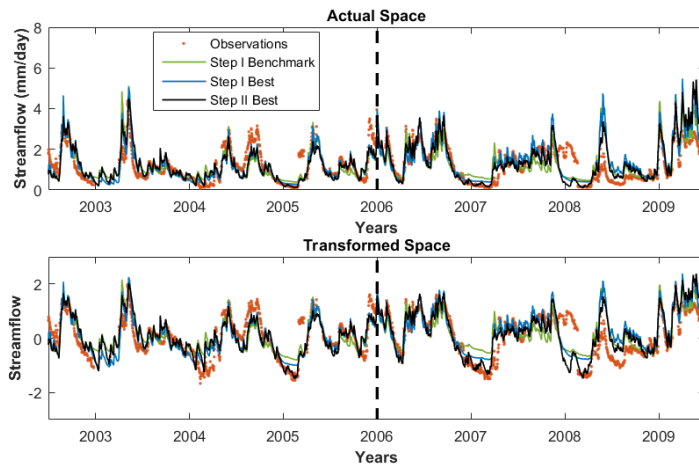 Actual Space
8
6
4
2
0
Streamflow (mm/day)
Observations
Step I Benchmark
Step I Best
Step II Best
2003 2004 2005 2006 2007 2008 2009
Years
Transformed Space
2
0
-2
Streamflow
2003 2004 2005 2006 2007 2008 2009
Years